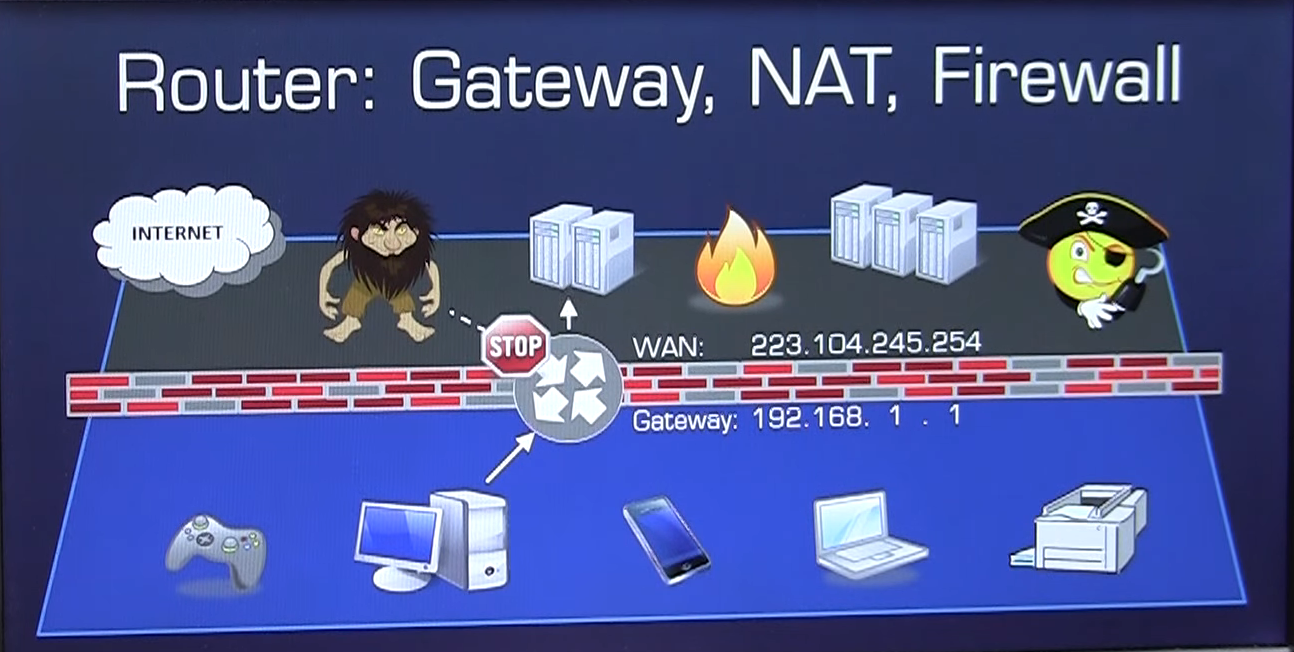 Router: Gateway, NAT, Firewall
INTERNET
STOP
WAN: 223.104.245.254
Gateway: 192.168. 1 . 1